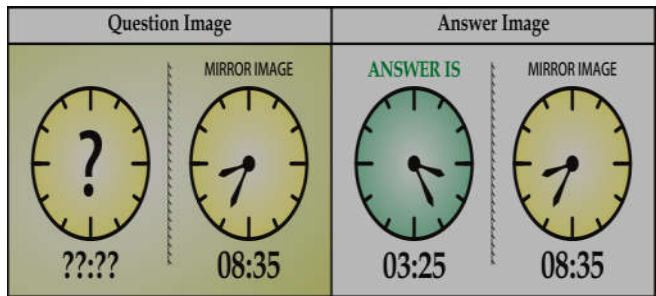 Question Image
Answer Image
MIRROR IMAGE
ANSWER IS
MIRROR IMAGE
?
??:??
08:35
03:25
08:35